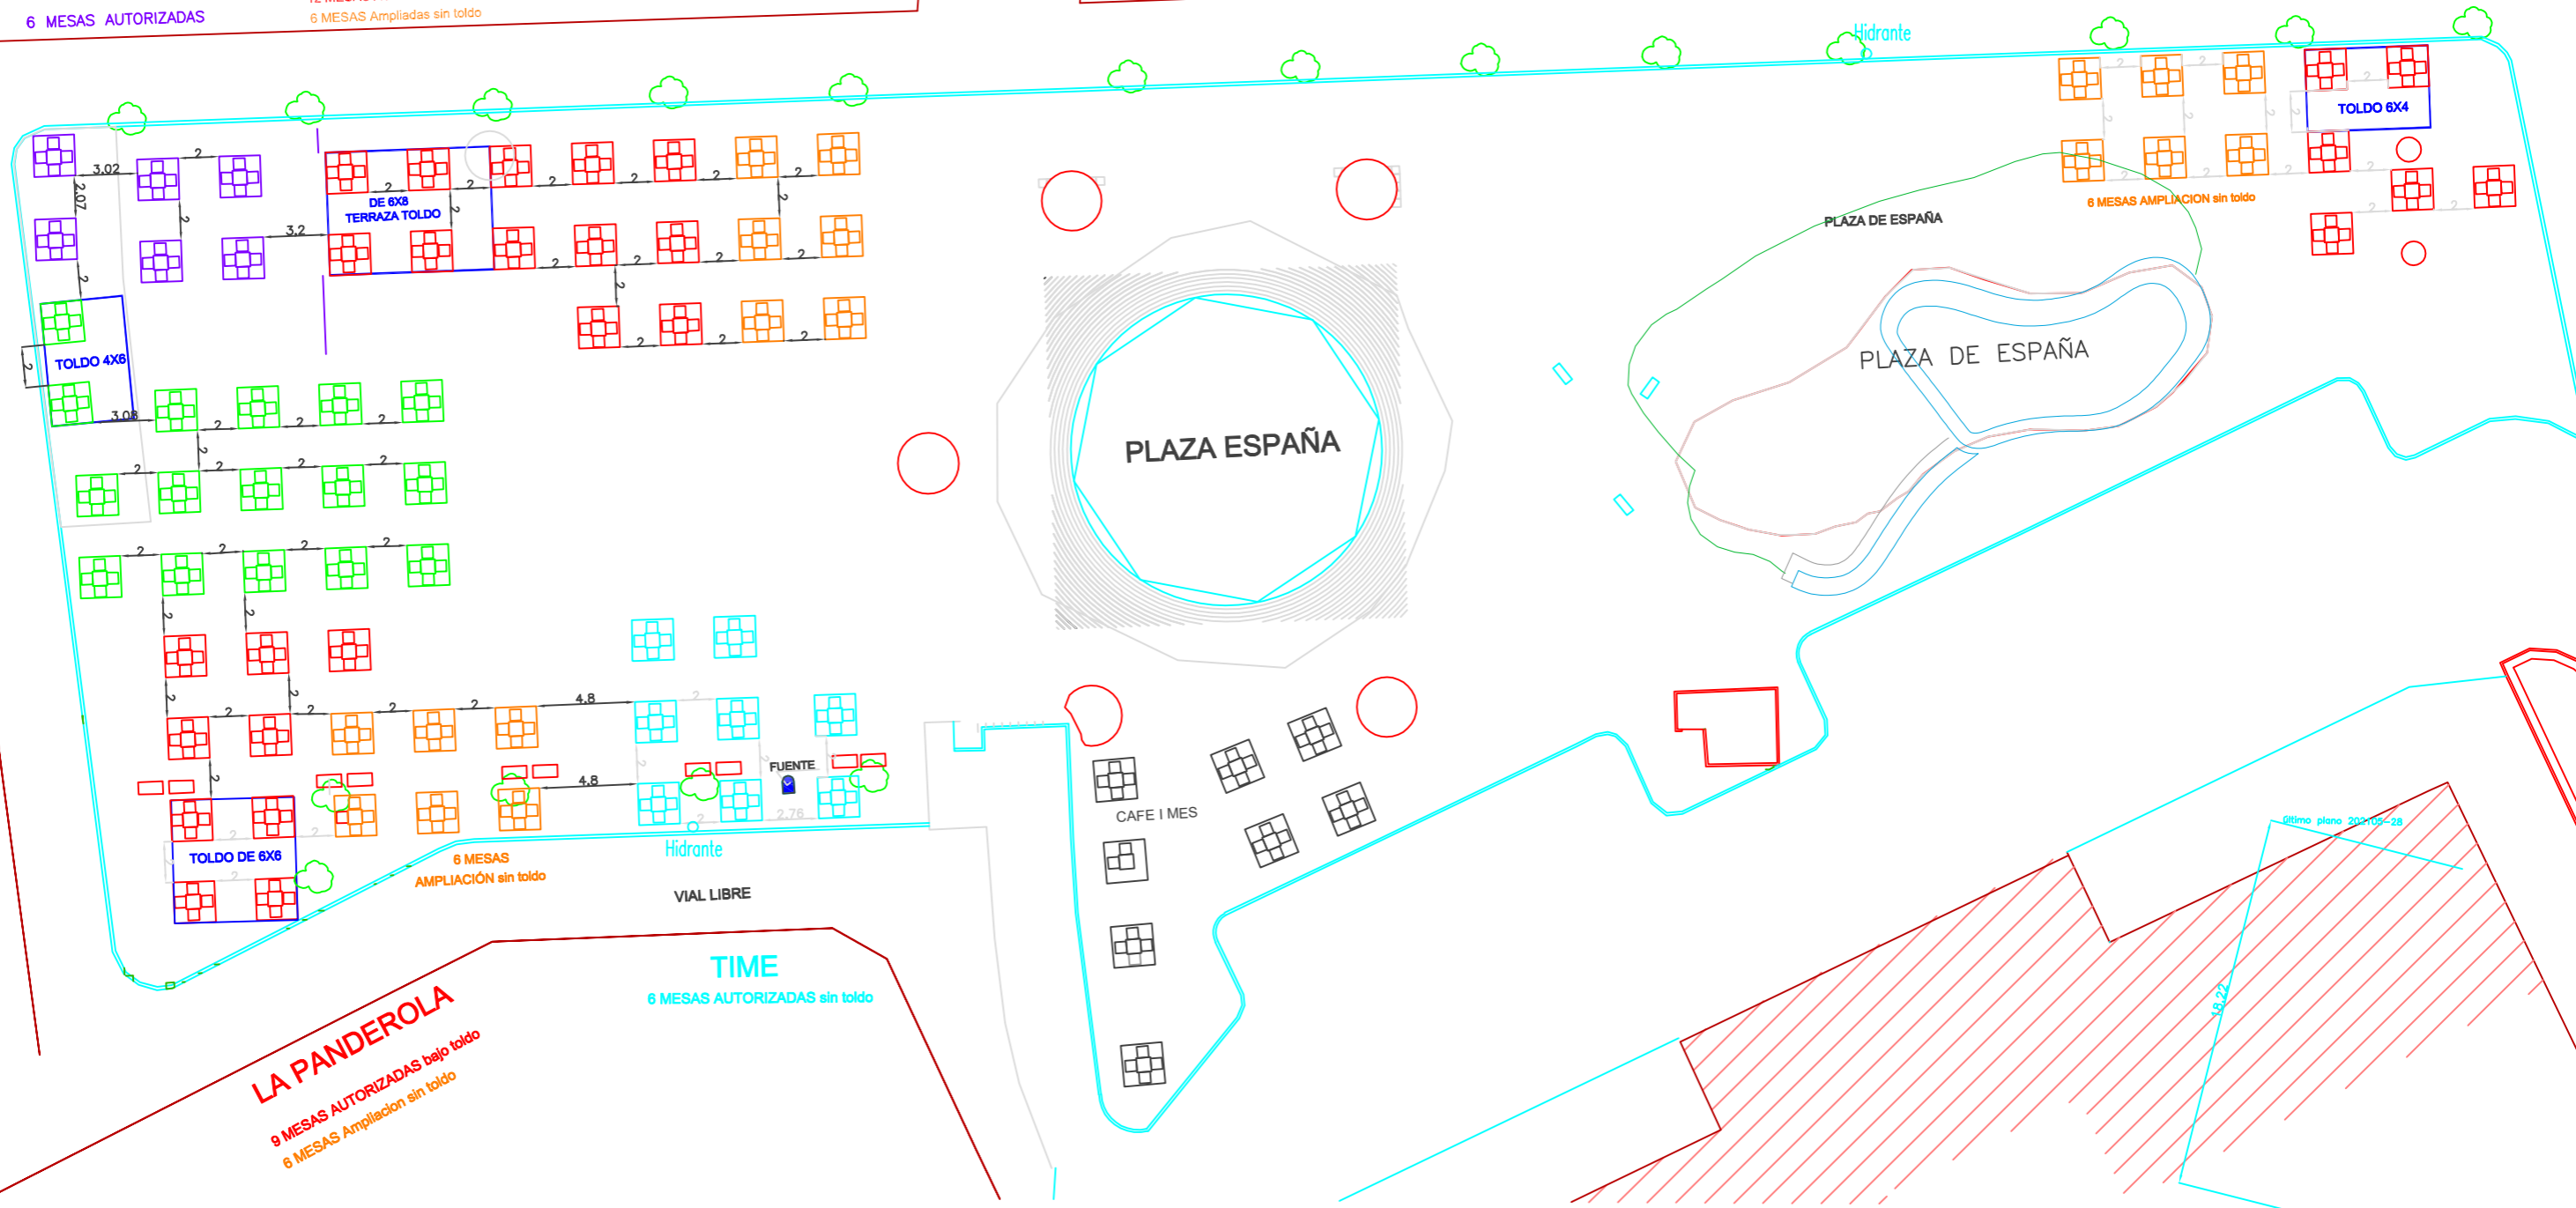 6 MESAS AUTORIZADAS
6 MESAS Ampliadas sin toldo
Hidrante
TOLDO 6X4
6 MESAS AMPLIACION sin toldo
PLAZA DE ESPAÑA
PLAZA DE ESPAÑA
3.02
2
2.07
2
2
3.2
DE 6X8
TERRAZA TOLDO
TOLDO 4X6
3.08
PLAZA ESPAÑA
4.8
4.8
FUENTE
2.76
Hidrante
CAFE I MES
TOLDO DE 6X6
6 MESAS
AMPLIACIÓN sin toldo
VIAL LIBRE
TIME
6 MESAS AUTORIZADAS sin toldo
LA PANDEROLA
9 MESAS AUTORIZADAS bajo toldo
6 MESAS Ampliacion sin toldo
18.22